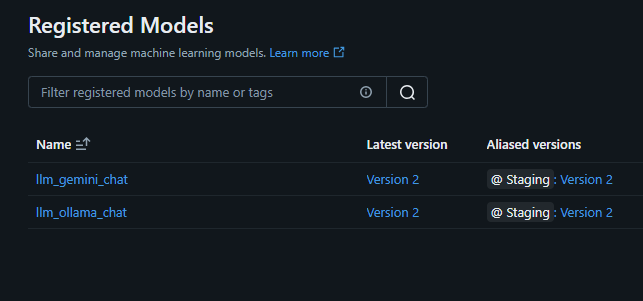 Registered Models
Share and manage machine learning models. Learn more
Filter registered models by name or tags
Name Latest version Aliased versions
llm_gemini_chat Version 2 @ Staging: Version 2
llm_ollama_chat Version 2 @ Staging: Version 2